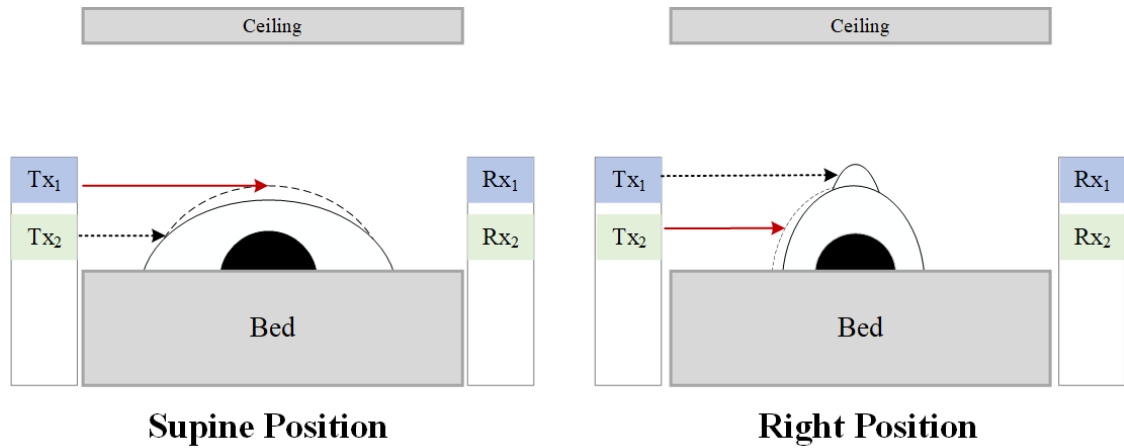 Ceiling
Tx₁
Rx₁
Tx₂
Rx₂
Bed
Supine Position
Ceiling
Tx₁
Rx₁
Tx₂
Rx₂
Bed
Right Position